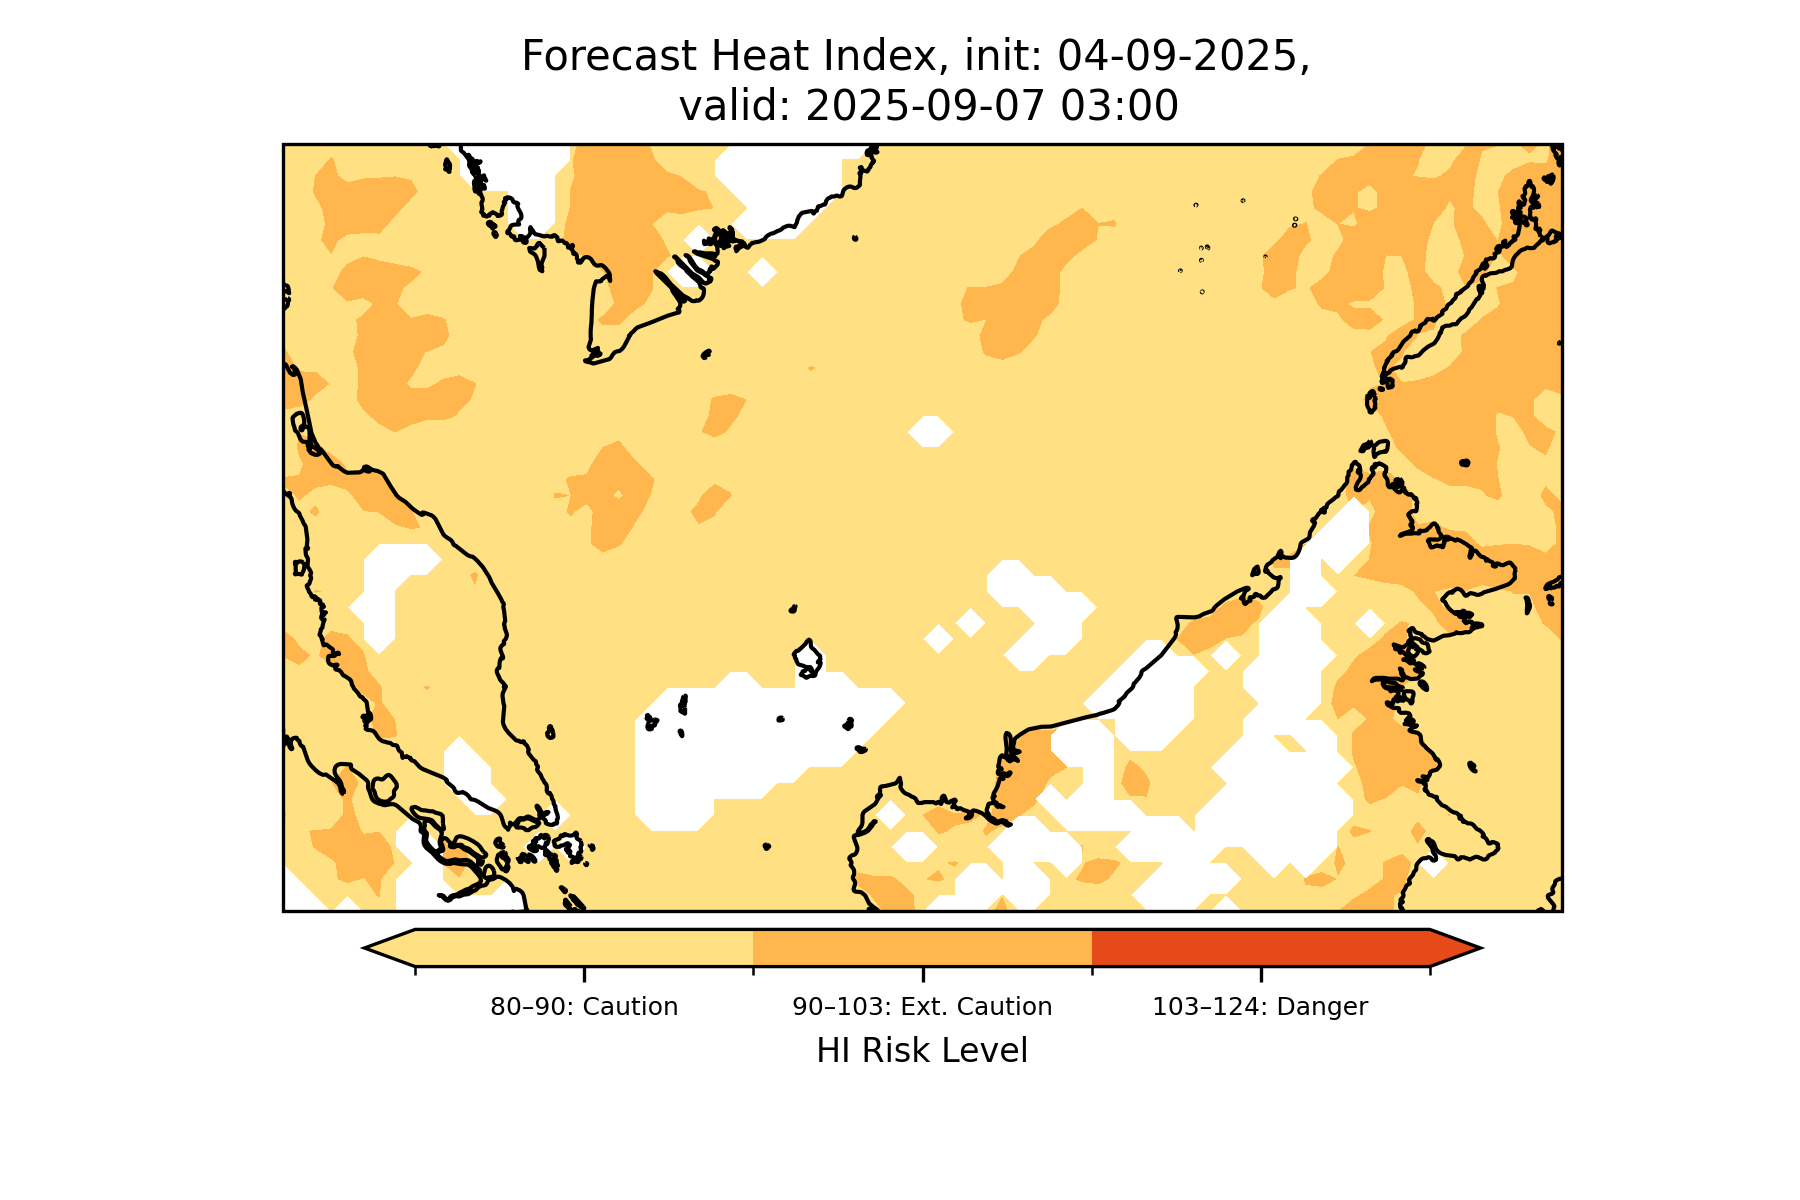 Forecast Heat Index, init: 04-09-2025,
valid: 2025-09-07 03:00
80–90: Caution
90–103: Ext. Caution
103–124: Danger
HI Risk Level